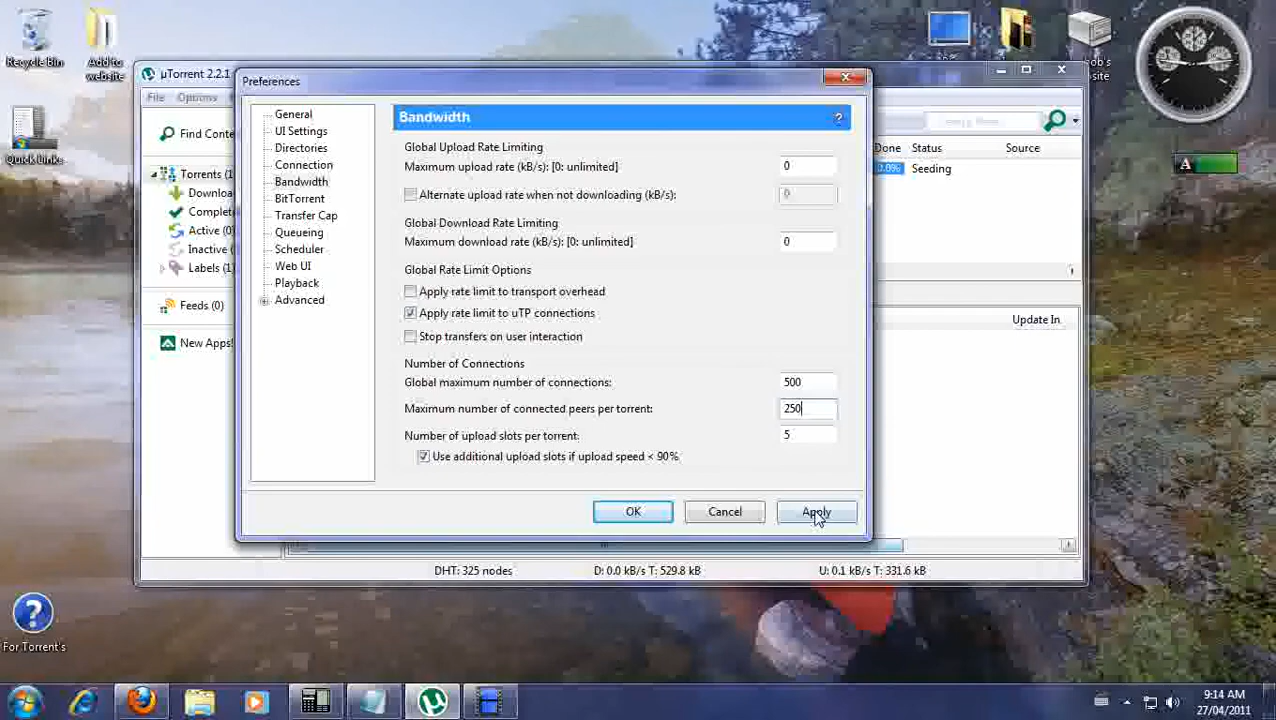 Recycle Bin
Add to
website
Quick Links
For Torrent's
µTorrent 2.2.1
File Options
Find Conte
Torrents (1
Downloa
Complet
Active (0)
Inactive (
Labels (1)
Feeds (0)
New Apps!
Preferences
General
UI Settings
Directories
Connection
Bandwidth
BitTorrent
Transfer Cap
Queueing
Scheduler
Web UI
Playback
Advanced
Bandwidth ?
Global Upload Rate Limiting
Maximum upload rate (kB/s): [0: unlimited] 0
Alternate upload rate when not downloading (kB/s): 0
Global Download Rate Limiting
Maximum download rate (kB/s): [0: unlimited] 0
Global Rate Limit Options
Apply rate limit to transport overhead
Apply rate limit to uTP connections
Stop transfers on user interaction
Number of Connections
Global maximum number of connections: 500
Maximum number of connected peers per torrent: 250
Number of upload slots per torrent: 5
Use additional upload slots if upload speed < 90%
OK Cancel Apply
Done Status Source
0.0% Seeding
Update In
DHT: 325 nodes D: 0.0 kB/s T: 529.8 kB U: 0.1 kB/s T: 331.6 kB
ob's
site
A
9:14 AM
27/04/2011